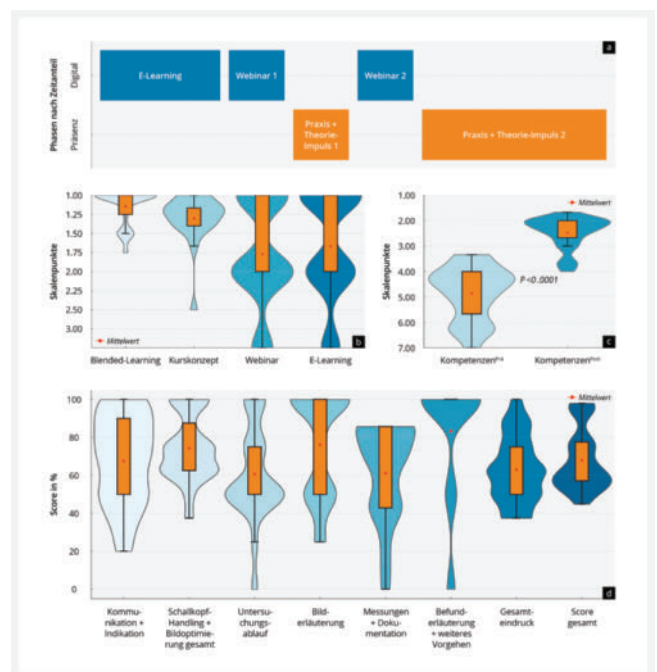 a
Phasen nach Zeitanteil
Digital
Präsenz
E-Learning
Webinar 1
Webinar 2
Praxis +
Theorie-
Impuls 1
Praxis + Theorie-Impuls 2
Skalenpunkte
1.00
1.25
1.50
1.75
2.00
2.25
2.50
3.00
Mittelwert
b
Blended-Learning
Kurskonzept
Webinar
E-Learning
Skalenpunkte
1.00
2.00
3.00
4.00
5.00
6.00
7.00
Mittelwert
P <0.0001
c
Kompetenzen
Kompetenzen
Score in %
100
80
60
40
20
0
Mittelwert
d
Kommu-
nikation +
Indikation
Schallkopf-
Handling +
Bildoptimie-
rung gesamt
Untersu-
chungs-
ablauf
Bild-
erläuterung
Messungen
+ Doku-
mentation
Befund-
erläuterung
+ weiteres
Vorgehen
Gesamt-
eindruck
Score
gesamt